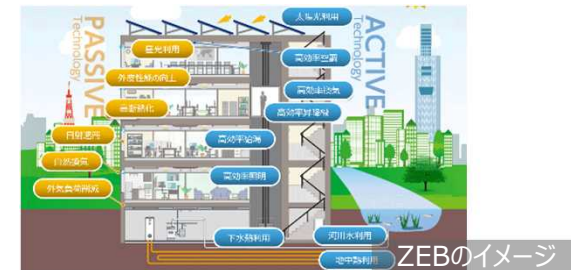 PASSIVE
Technology
ACTIVE
Technology
昼光利用
外皮性能の向上
高断熱化
日射遮蔽
自然換気
外気負荷削減
太陽光利用
高効率空調
高効率換気
高効率昇降機
高効率給湯
高効率照明
下水熱利用
河川水利用
地中熱利用
ZEBのイメージ